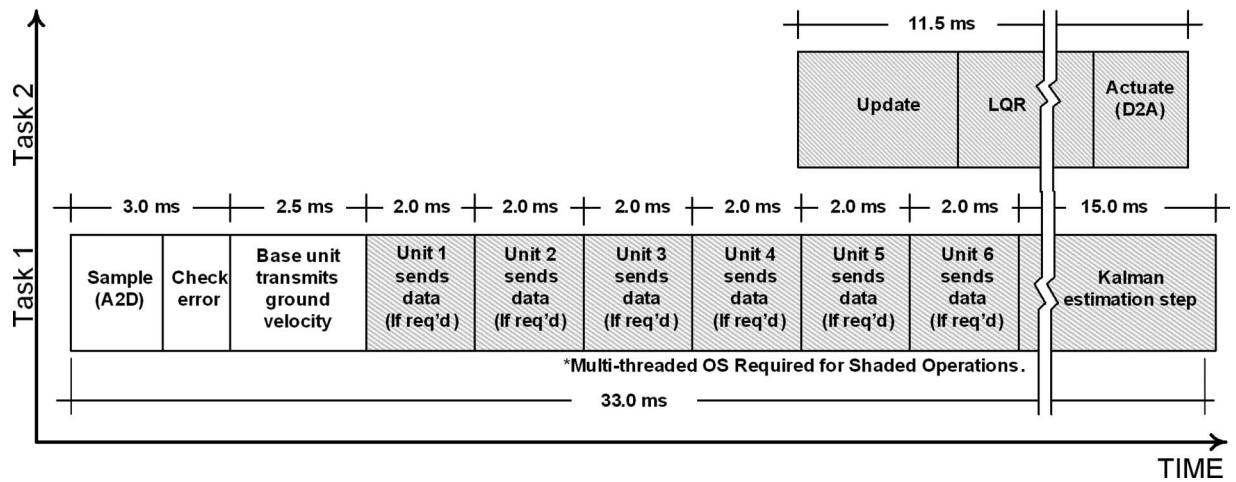 11.5 ms
Task 2
Update
LQR
Actuate
(D2A)
3.0 ms
2.5 ms
2.0 ms
2.0 ms
2.0 ms
2.0 ms
2.0 ms
2.0 ms
15.0 ms
Task 1
Sample
(A2D)
Check
error
Base unit
transmits
ground
velocity
Unit 1
sends
data
(If req'd)
Unit 2
sends
data
(If req'd)
Unit 3
sends
data
(If req'd)
Unit 4
sends
data
(If req'd)
Unit 5
sends
data
(If req'd)
Unit 6
sends
data
(If req'd)
Kalman
estimation step
*Multi-threaded OS Required for Shaded Operations.
33.0 ms
TIME